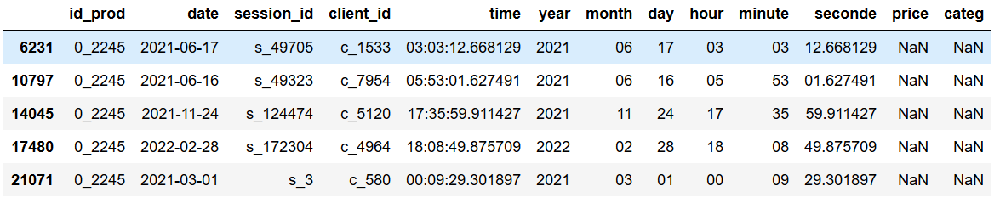 id_prod date session_id client_id time year month day hour minute seconde price categ
6231 0_2245 2021-06-17 s_49705 c_1533 03:03:12.668129 2021 06 17 03 03 12.668129 NaN NaN
10797 0_2245 2021-06-16 s_49323 c_7954 05:53:01.627491 2021 06 16 05 53 01.627491 NaN NaN
14045 0_2245 2021-11-24 s_124474 c_5120 17:35:59.911427 2021 11 24 17 35 59.911427 NaN NaN
17480 0_2245 2022-02-28 s_172304 c_4964 18:08:49.875709 2022 02 28 18 08 49.875709 NaN NaN
21071 0_2245 2021-03-01 s_3 c_580 00:09:29.301897 2021 03 01 00 09 29.301897 NaN NaN